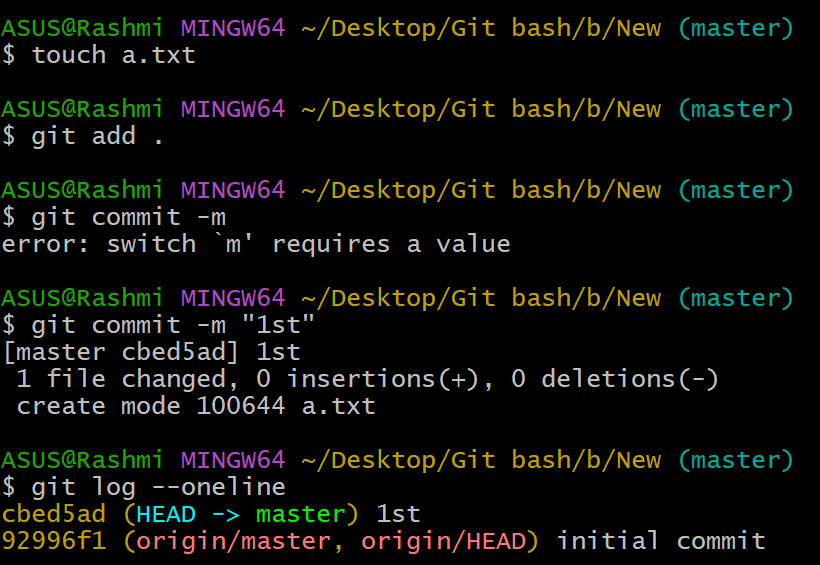 ASUS@Rashmi MINGW64 ~/Desktop/Git bash/b/New (master)
$ touch a.txt
ASUS@Rashmi MINGW64 ~/Desktop/Git bash/b/New (master)
$ git add .
ASUS@Rashmi MINGW64 ~/Desktop/Git bash/b/New (master)
$ git commit -m
error: switch `m' requires a value
ASUS@Rashmi MINGW64 ~/Desktop/Git bash/b/New (master)
$ git commit -m "1st"
[master cbed5ad] 1st
 1 file changed, 0 insertions(+), 0 deletions(-)
 create mode 100644 a.txt
ASUS@Rashmi MINGW64 ~/Desktop/Git bash/b/New (master)
$ git log --oneline
cbed5ad (HEAD -> master) 1st
92996f1 (origin/master, origin/HEAD) initial commit